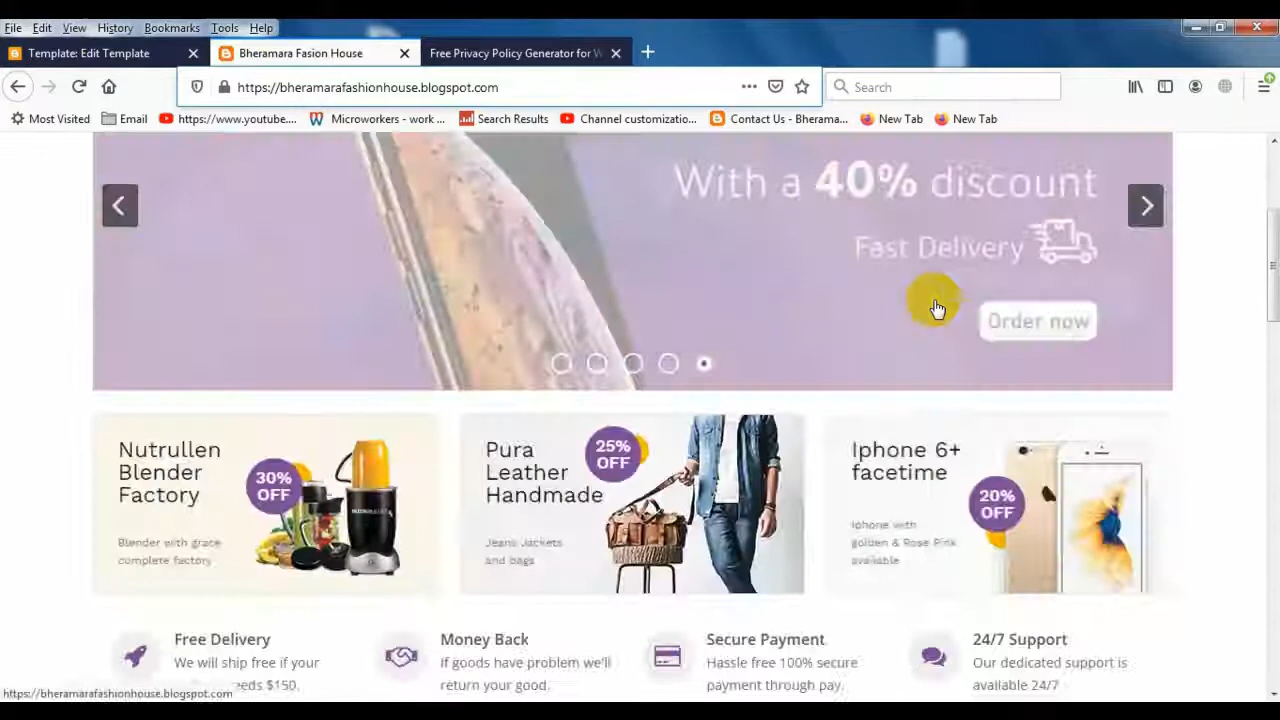 File Edit View History Bookmarks Tools Help
Template: Edit Template
Bheramara Fasion House
Free Privacy Policy Generator for W
https://bheramarafashionhouse.blogspot.com
Search
Most Visited
Email
https://www.youtube....
Microworkers - work ...
Search Results
Channel customizatio...
Contact Us - Bherama...
New Tab
New Tab
With a 40% discount
Fast Delivery
Order now
Nutrullen
Blender
Factory
30%
OFF
Blender with grace
complete factory
Pura
Leather
Handmade
25%
OFF
Jeans Jackets
and bags
Iphone 6+
facetime
20%
OFF
Iphone with
golden & Rose Pink
available
Free Delivery
We will ship free if your
eeds $150.
Money Back
If goods have problem we'll
return your good.
Secure Payment
Hassle free 100% secure
payment through pay.
24/7 Support
Our dedicated support is
available 24/7
https://bheramarafashionhouse.blogspot.com